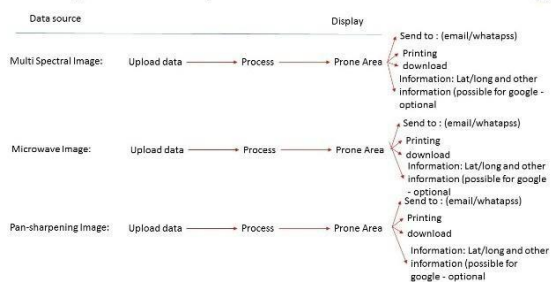 Data source
Display
Multi Spectral Image:
Upload data
Process
Prone Area
Send to : (email/whatapss)
Printing
download
Information: Lat/long and other
information (possible for google -
optional
Microwave Image:
Upload data
Process
Prone Area
Send to : (email/whatapss)
Printing
download
Information: Lat/long and other
information (possible for google
- optional
Pan-sharpening Image:
Upload data
Process
Prone Area
Send to : (email/whatapss)
Printing
download
Information: Lat/long and other
information (possible for
google - optional